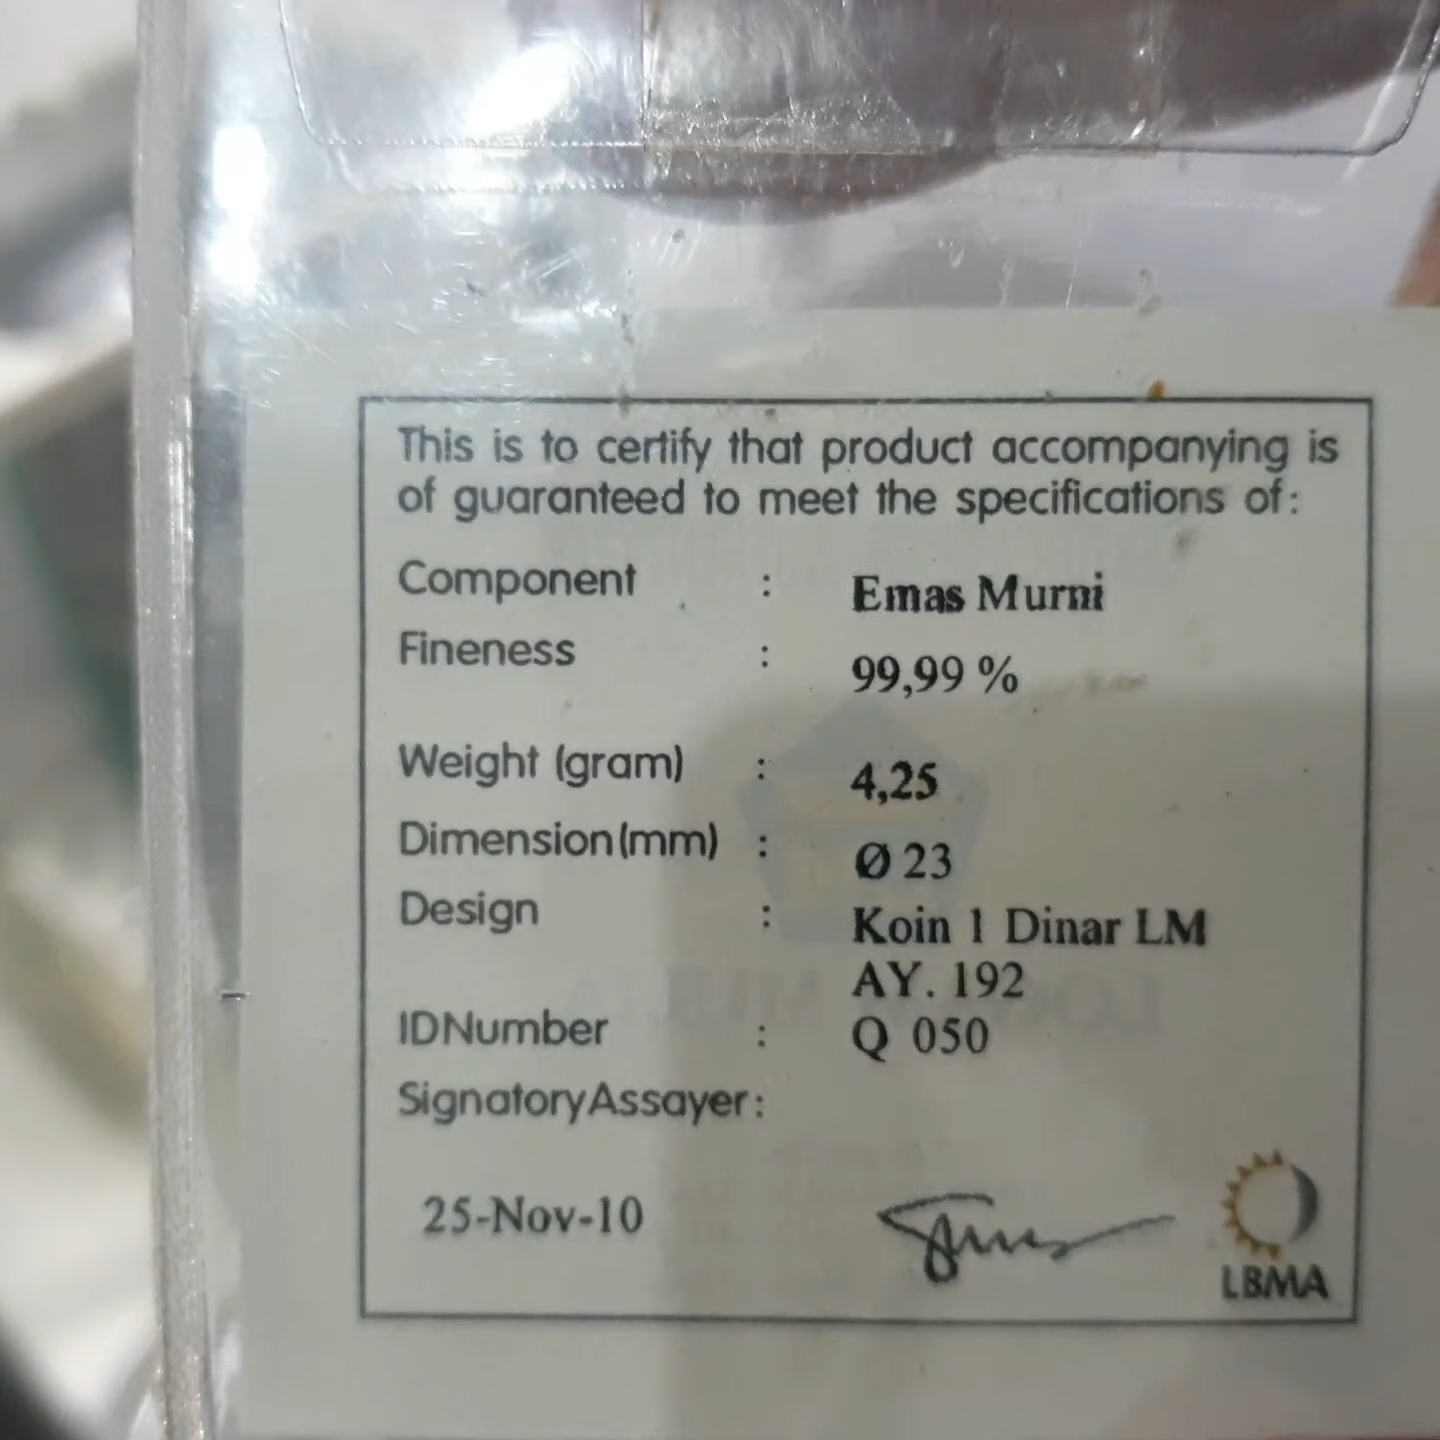 This is to certify that product accompanying is
of guaranteed to meet the specifications of:
Component : Emas Murni
Fineness : 99,99 %
Weight (gram) : 4,25
Dimension(mm) : Ø 23
Design : Koin 1 Dinar LM
AY. 192
IDNumber : Q 050
SignatoryAssayer:
25-Nov-10
LBMA